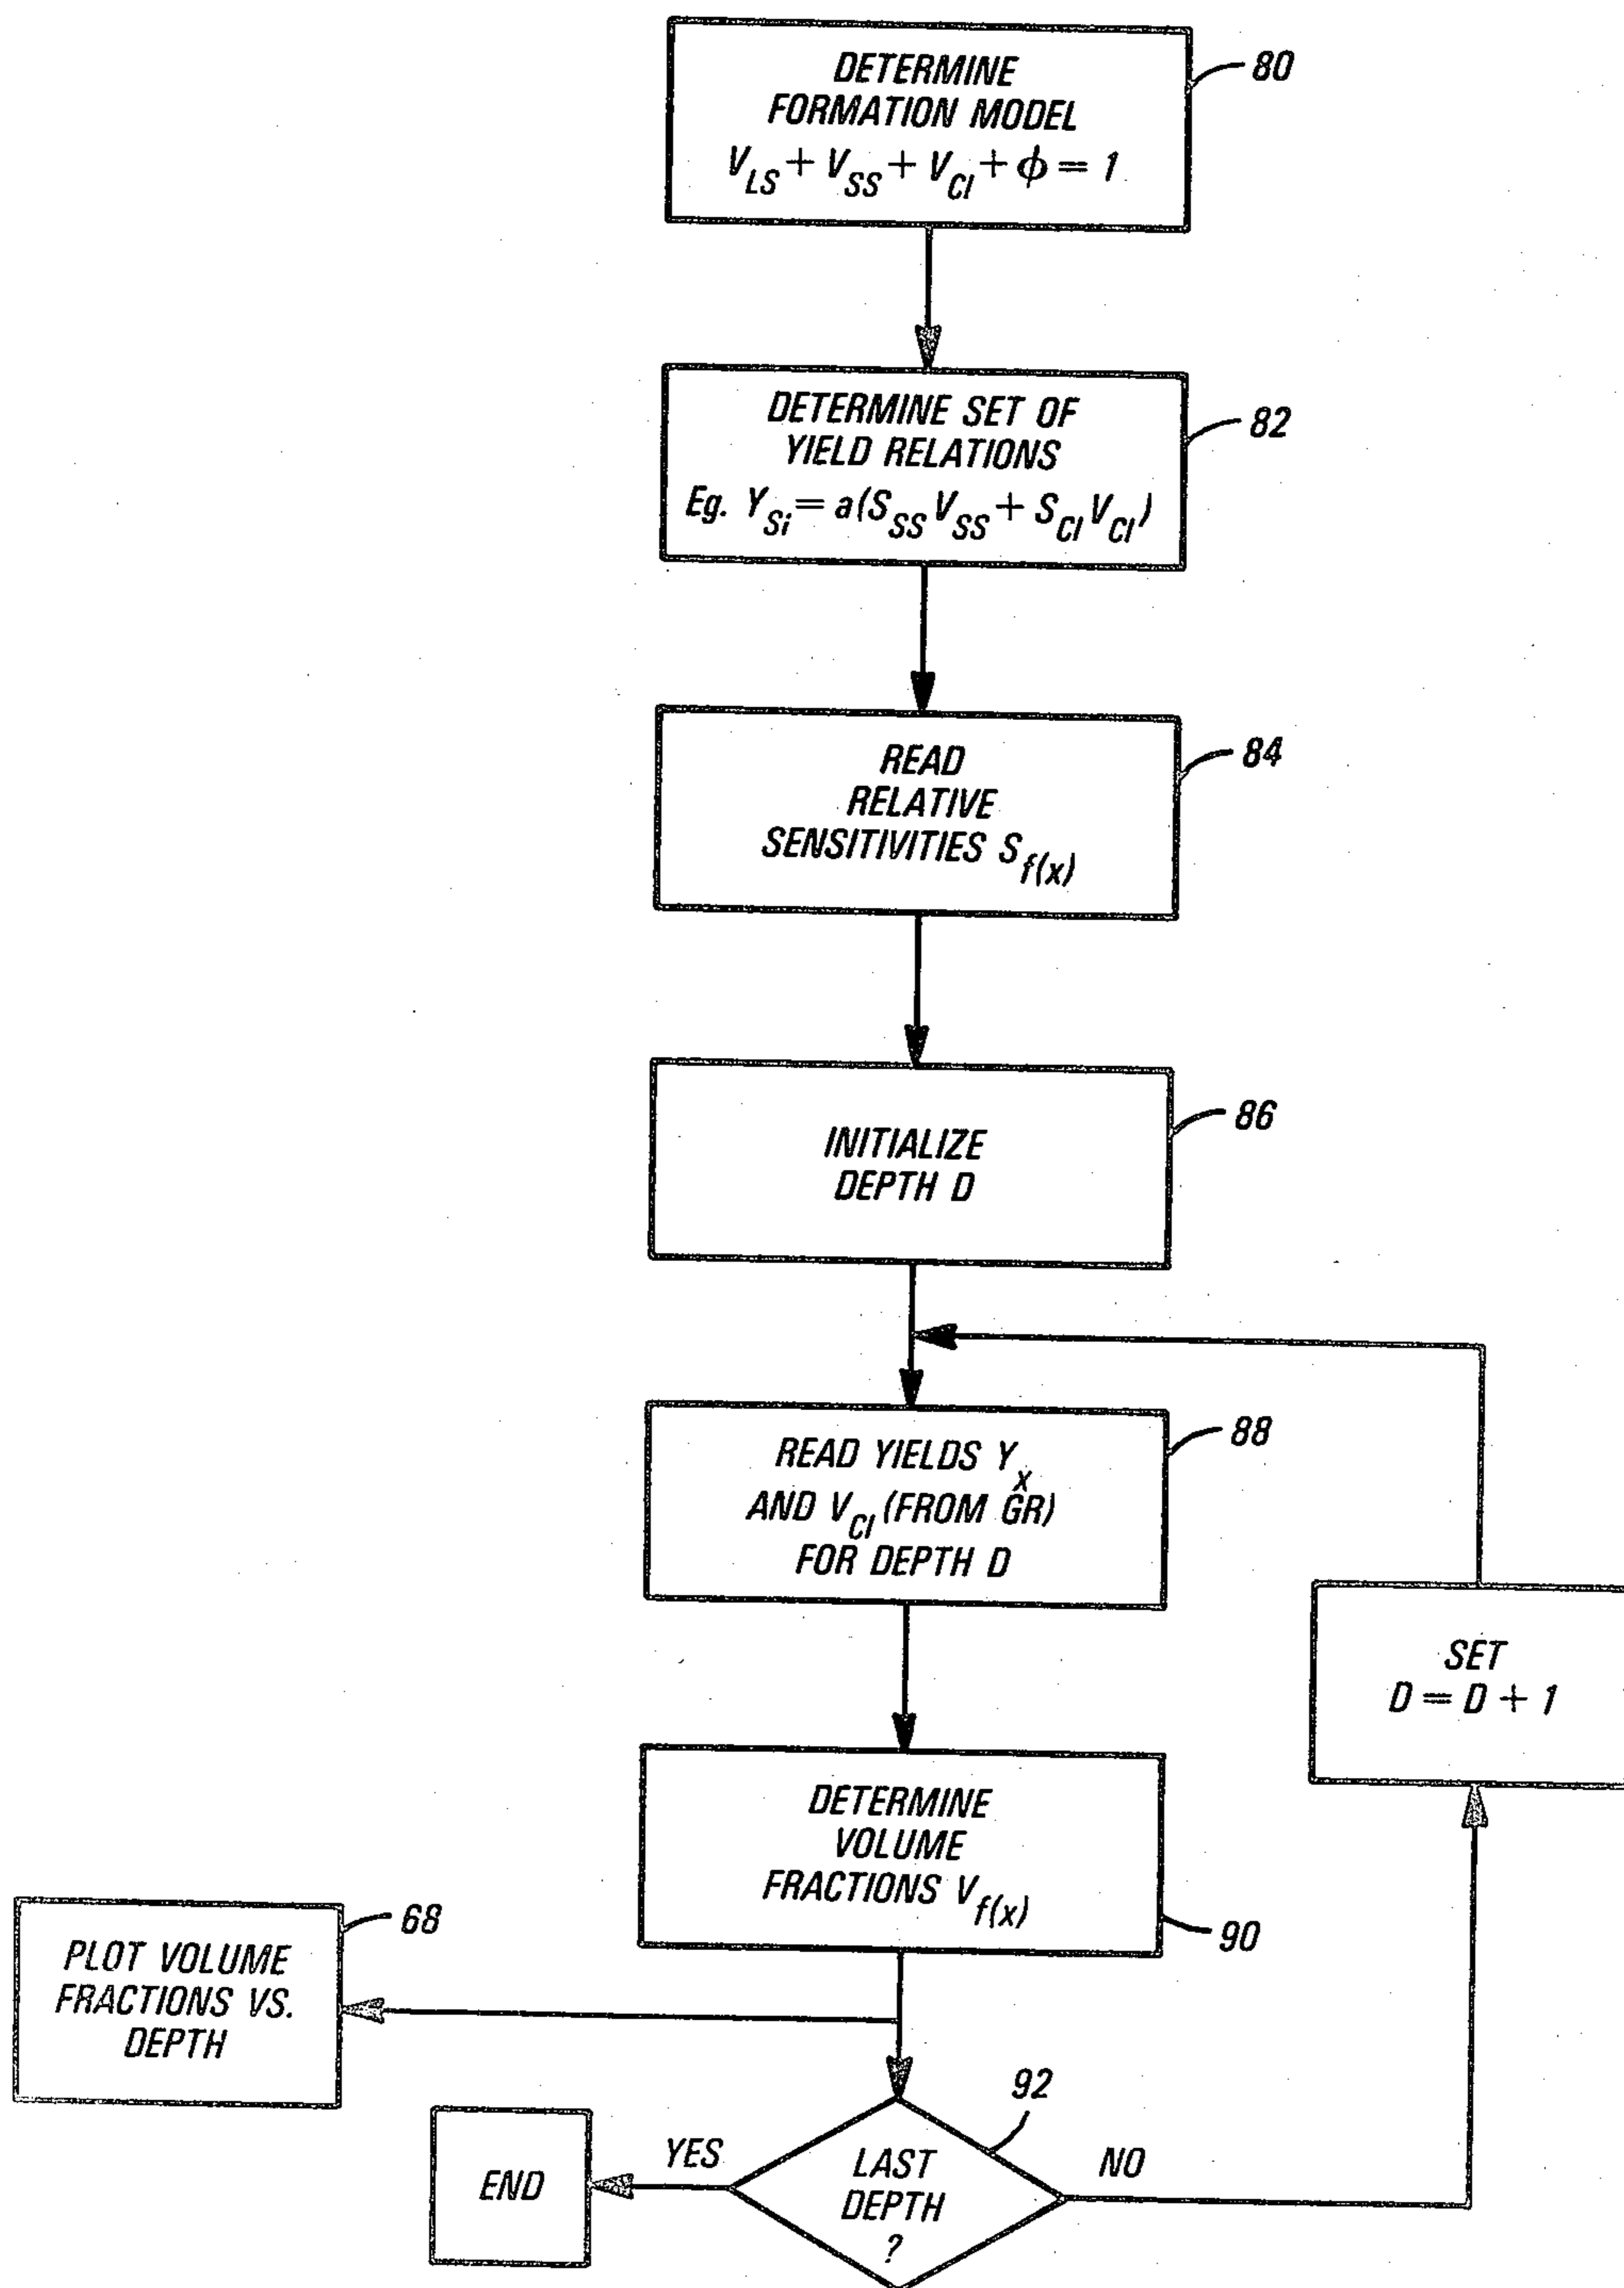 DETERMINE
FORMATION MODEL
V_LS + V_SS + V_Cl + ϕ = 1
80
DETERMINE SET OF
YIELD RELATIONS
Eg. Y_Si = a(S_SS V_SS + S_Cl V_Cl)
82
READ
RELATIVE
SENSITIVITIES S_f(x)
84
INITIALIZE
DEPTH D
86
READ YIELDS Y_x
AND V_Cl (FROM GR)
FOR DEPTH D
88
SET
D = D + 1
DETERMINE
VOLUME
FRACTIONS V_f(x)
90
PLOT VOLUME
FRACTIONS VS.
DEPTH
68
LAST
DEPTH
?
92
YES
NO
END